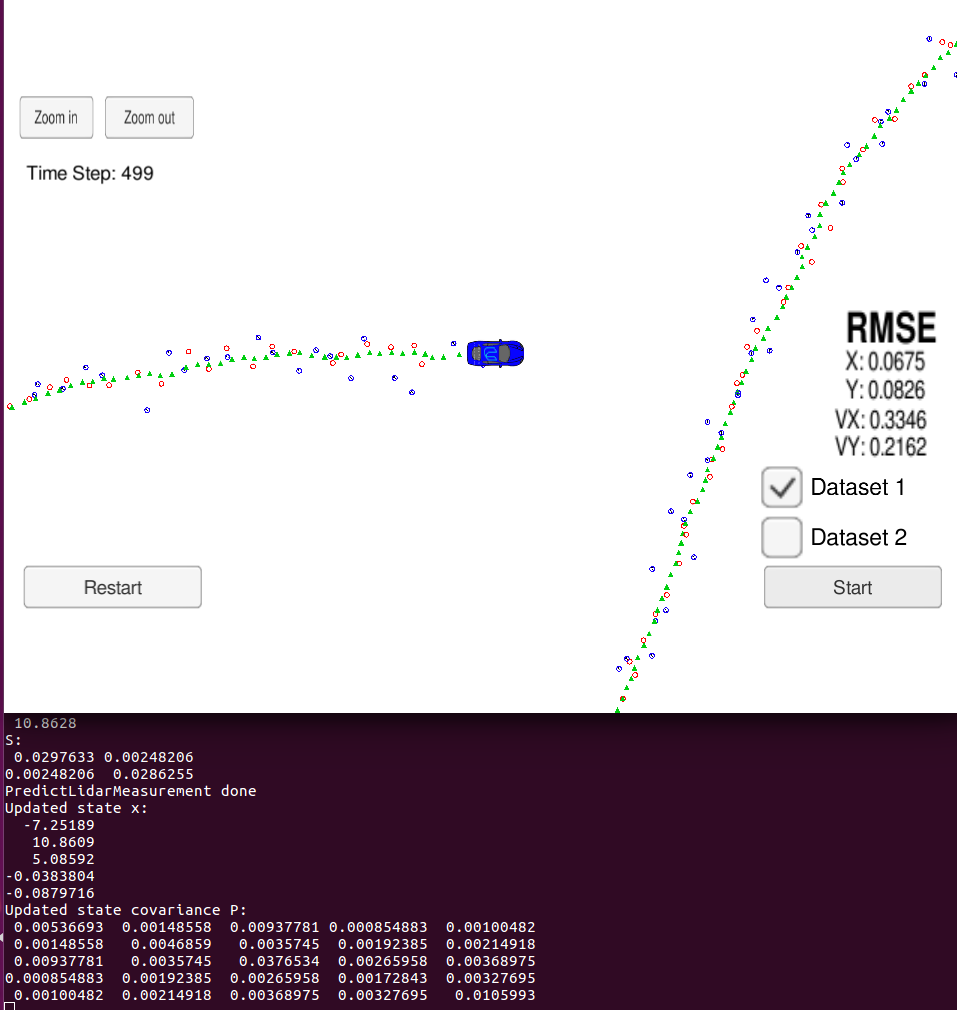 Zoom in Zoom out
Time Step: 499
RMSE
X: 0.0675
Y: 0.0826
VX: 0.3346
VY: 0.2162
Dataset 1
Dataset 2
Restart Start
10.8628
S:
0.0297633 0.00248206
0.00248206 0.0286255
PredictLidarMeasurement done
Updated state x:
-7.25189
10.8609
5.08592
-0.0383804
-0.0879716
Updated state covariance P:
0.00536693 0.00148558 0.00937781 0.000854883 0.00100482
0.00148558 0.0046859 0.0035745 0.00192385 0.00214918
0.00937781 0.0035745 0.0376534 0.00265958 0.00368975
0.000854883 0.00192385 0.00265958 0.00172843 0.00327695
0.00100482 0.00214918 0.00368975 0.00327695 0.0105993